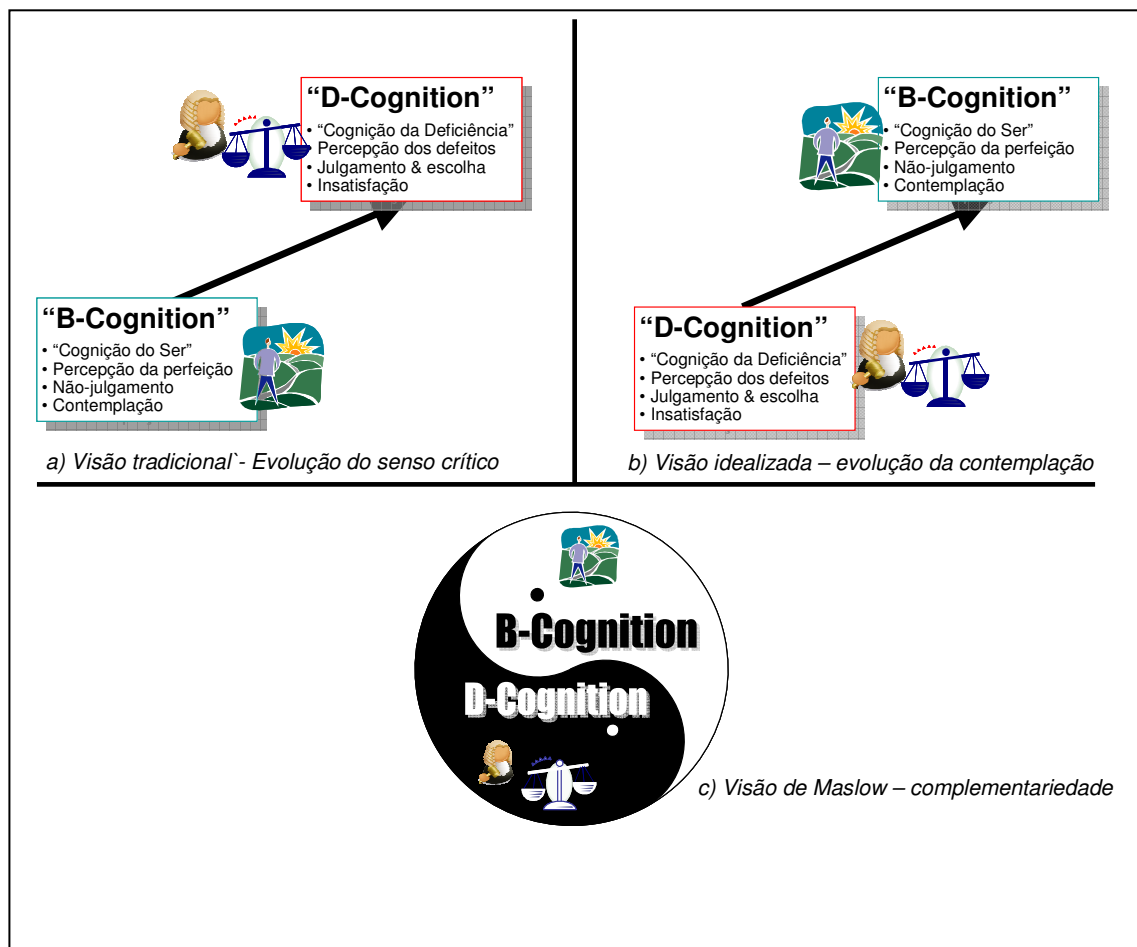 “D-Cognition”
• “Cognição da Deficiência”
• Percepção dos defeitos
• Julgamento & escolha
• Insatisfação
“B-Cognition”
• “Cognição do Ser”
• Percepção da perfeição
• Não-julgamento
• Contemplação
a) Visão tradicional`- Evolução do senso crítico
“B-Cognition”
• “Cognição do Ser”
• Percepção da perfeição
• Não-julgamento
• Contemplação
“D-Cognition”
• “Cognição da Deficiência”
• Percepção dos defeitos
• Julgamento & escolha
• Insatisfação
b) Visão idealizada – evolução da contemplação
B-Cognition
D-Cognition
c) Visão de Maslow – complementariedade